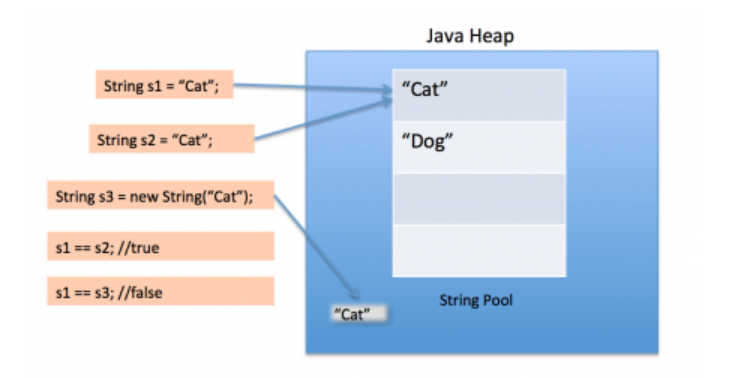 Java Heap
String s1 = “Cat”;
“Cat”
String s2 = “Cat”;
“Dog”
String s3 = new String(“Cat”);
s1 == s2; //true
s1 == s3; //false
String Pool
“Cat”